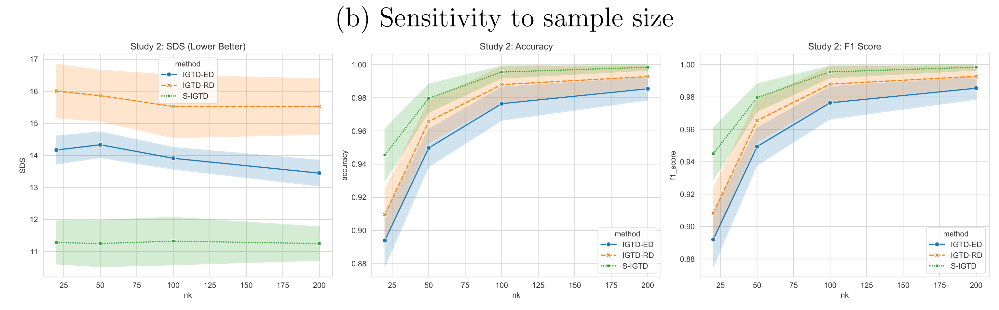 (b) Sensitivity to sample size
Study 2: SDS (Lower Better)
17
16
15
14
13
12
11
SDS
method
IGTD-ED
IGTD-RD
S-IGTD
25 50 75 100 125 150 175 200
nk
Study 2: Accuracy
1.00
0.98
0.96
0.94
0.92
0.90
0.88
accuracy
method
IGTD-ED
IGTD-RD
S-IGTD
25 50 75 100 125 150 175 200
nk
Study 2: F1 Score
1.00
0.98
0.96
0.94
0.92
0.90
0.88
f1_score
method
IGTD-ED
IGTD-RD
S-IGTD
25 50 75 100 125 150 175 200
nk